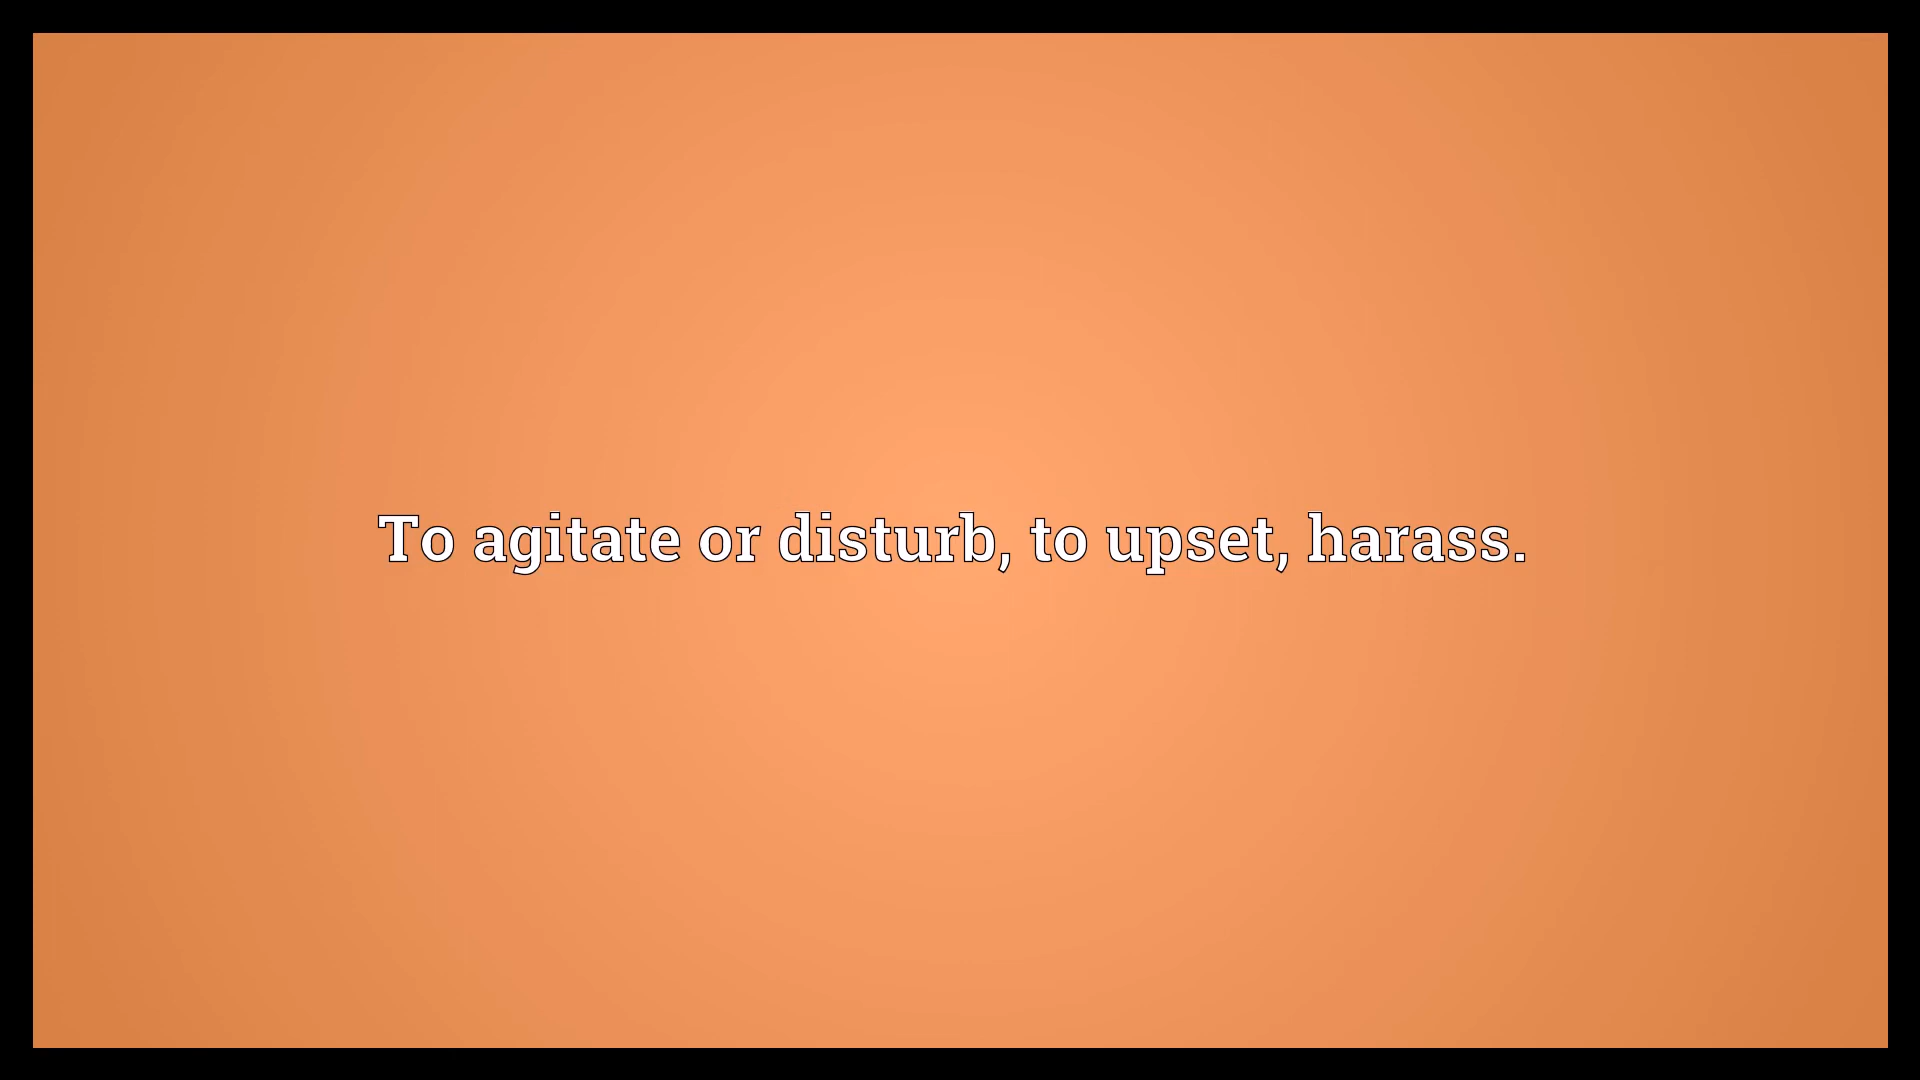 To agitate or disturb, to upset, harass.